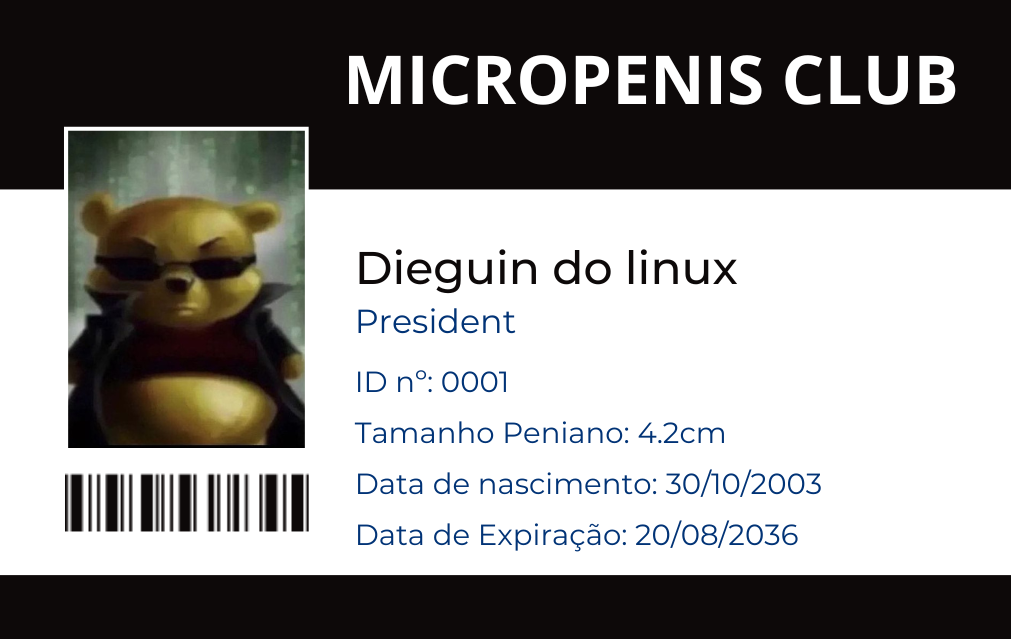 MICROPENIS CLUB
Dieguin do linux
President
ID nº: 0001
Tamanho Peniano: 4.2cm
Data de nascimento: 30/10/2003
Data de Expiração: 20/08/2036